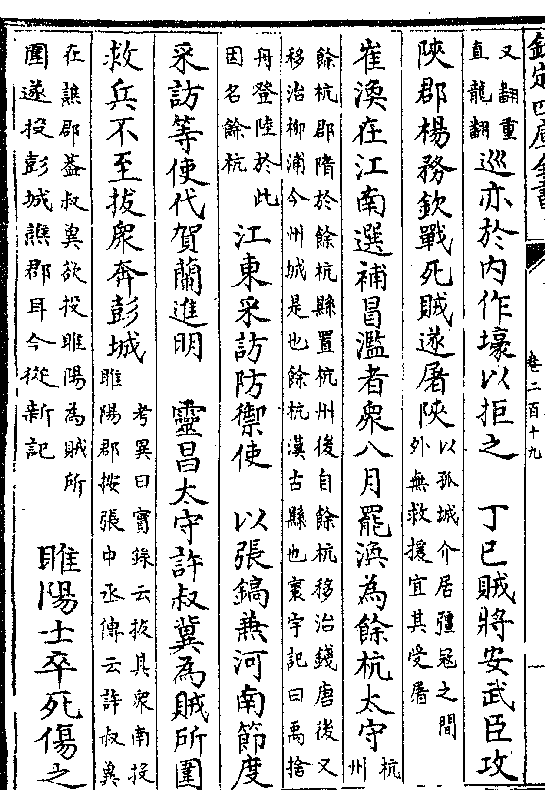 欽定四庫全書
卷二百十九
又翻重
直龍翻
巡亦於内作壕以拒之　丁巳賊將安武臣攻
陜郡楊務欽戰死賊遂屠陜
以孤城介居彊冦之間
外無救援宜其受屠
崔渙在江南選補冒濫者衆八月罷渙為餘杭太守
杭
州
餘杭郡隋於餘杭縣置杭州後自餘杭移治錢唐後又
移治柳浦今州城是也餘杭漢古縣也寰宇記曰禹捨
舟登陸於此
因名餘杭
江東采訪防禦使　以張鎬兼河南節度
采訪等使代賀蘭進明　靈昌太守許叔冀為賊所圍
救兵不至拔衆奔彭城
考異曰實録云拔其衆南投
睢陽郡按張中丞傳云許叔冀
在譙郡葢叔冀欲投睢陽為賊所
圍遂投彭城譙郡耳今從新記
睢陽士卒死傷之